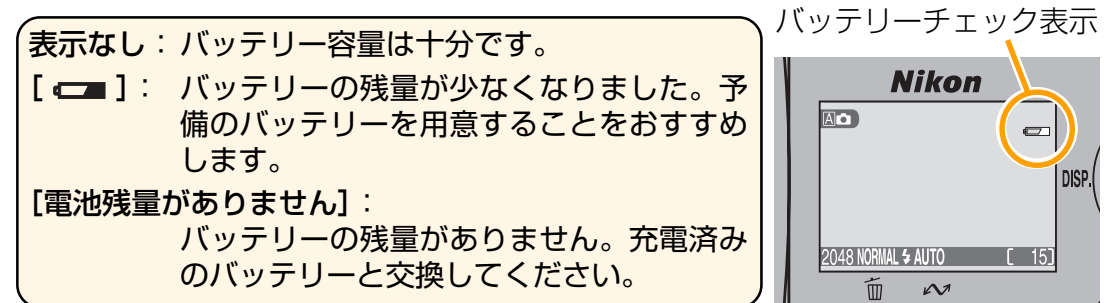 バッテリーチェック表示
表示なし：バッテリー容量は十分です。
[ ]： バッテリーの残量が少なくなりました。予
備のバッテリーを用意することをおすすめ
します。
[電池残量がありません]：
バッテリーの残量がありません。充電済み
のバッテリーと交換してください。
Nikon
A
DISP.
2048 NORMAL AUTO [ 15]